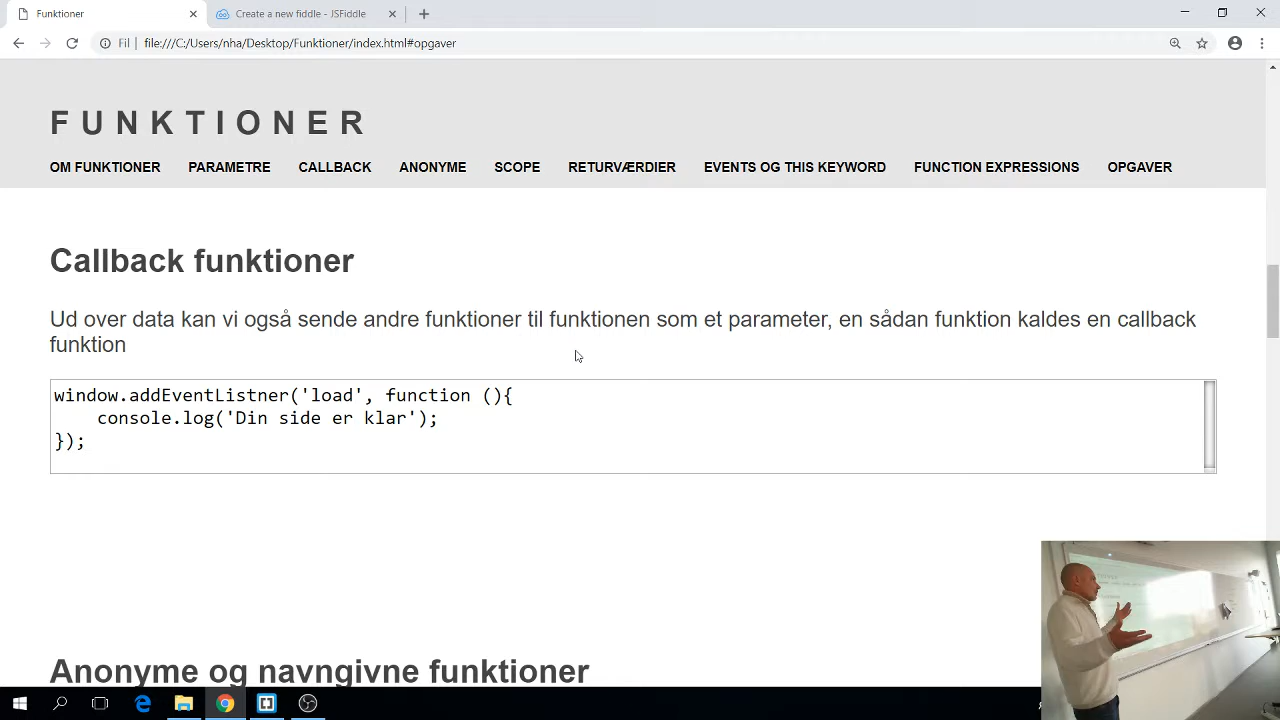 Funktioner
Create a new fiddle - JSFiddle
Fil
file:///C:/Users/nha/Desktop/Funktioner/index.html#opgaver
FUNKTIONER
OM FUNKTIONER PARAMETRE CALLBACK ANONYME SCOPE RETURVÆRDIER EVENTS OG THIS KEYWORD FUNCTION EXPRESSIONS OPGAVER
Callback funktioner
Ud over data kan vi også sende andre funktioner til funktionen som et parameter, en sådan funktion kaldes en callback
funktion
window.addEventListner('load', function (){
console.log('Din side er klar');
});
Anonyme og navngivne funktioner